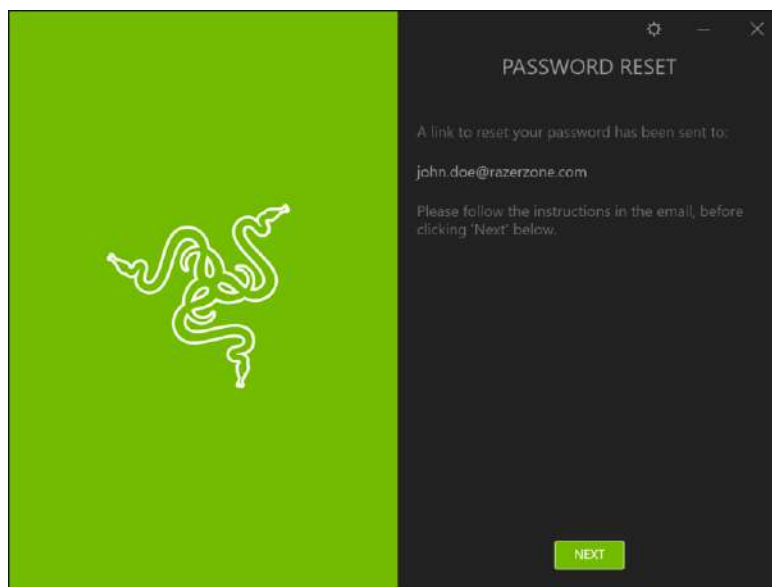 PASSWORD RESET
A link to reset your password has been sent to:
john.doe@razerzone.com
Please follow the instructions in the email, before
clicking 'Next' below.
NEXT